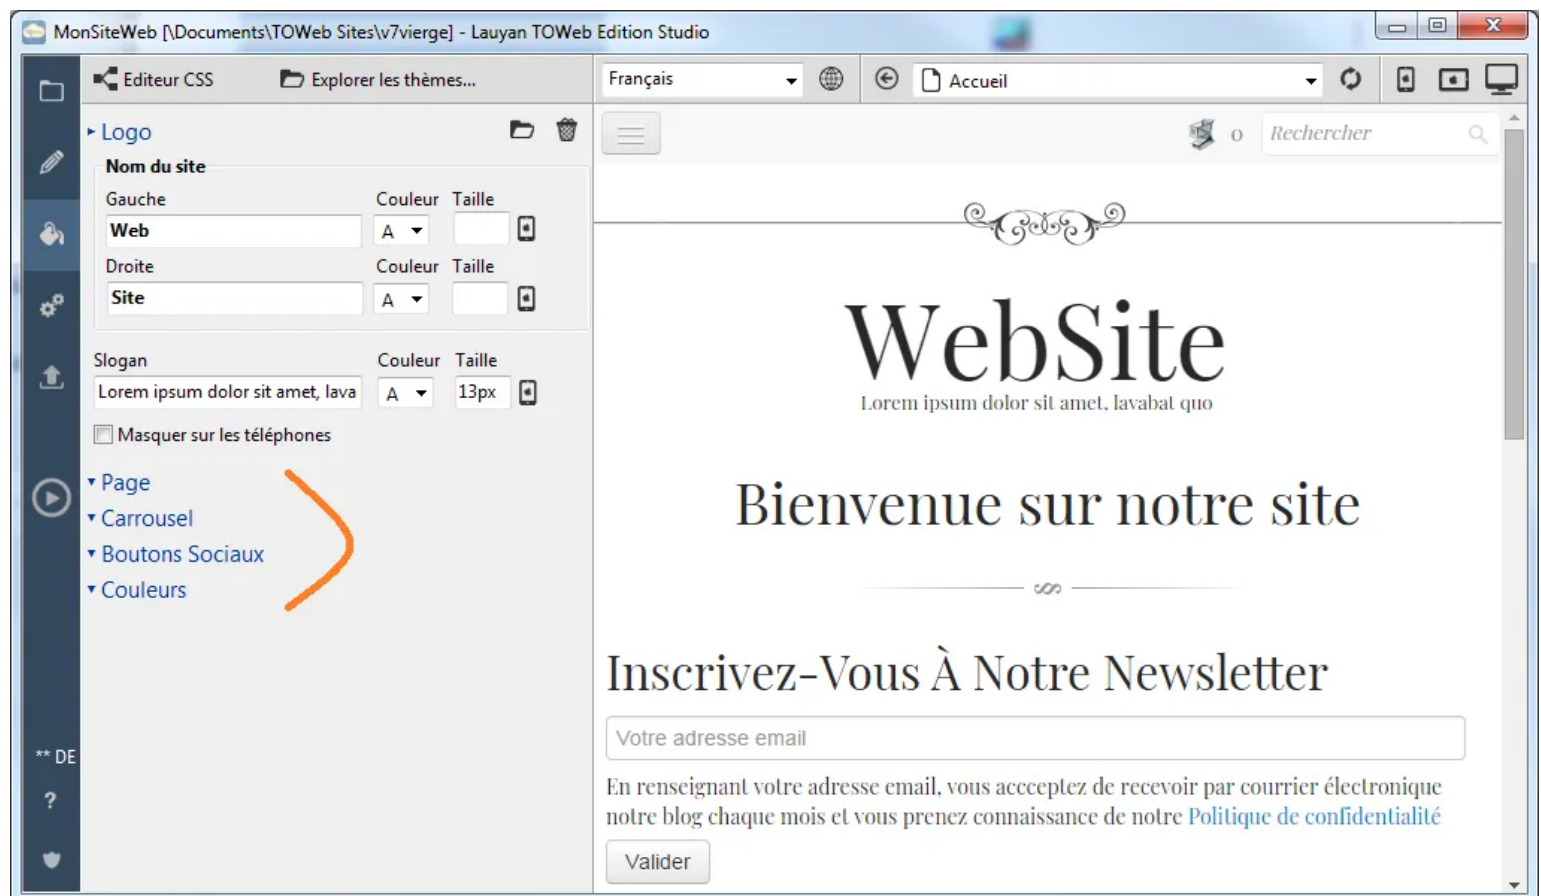 MonSiteWeb [\Documents\TOWeb Sites\v7vierge] - Lauyan TOWeb Edition Studio
Editeur CSS Explorer les thèmes...
Français Accueil
Logo
0 Rechercher
Nom du site
Gauche Couleur Taille
Web A
Droite Couleur Taille
Site A
Slogan Couleur Taille
Lorem ipsum dolor sit amet, lava A 13px
Masquer sur les téléphones
Page
Carrousel
Boutons Sociaux
Couleurs
** DE
?
WebSite
Lorem ipsum dolor sit amet, lavabat quo
Bienvenue sur notre site
Inscrivez-Vous À Notre Newsletter
Votre adresse email
En renseignant votre adresse email, vous accceptez de recevoir par courrier électronique
notre blog chaque mois et vous prenez connaissance de notre Politique de confidentialité
Valider